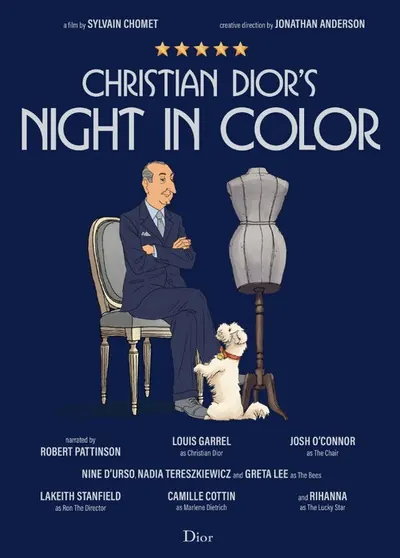 a film by SYLVAIN CHOMET
creative direction by JONATHAN ANDERSON
CHRISTIAN DIOR'S
NIGHT IN COLOR
narrated by
ROBERT PATTINSON
LOUIS GARREL
as Christian Dior
JOSH O'CONNOR
as The Chair
NINE D'URSO, NADIA TERESZKIEWICZ and GRETA LEE as The Bees
LAKEITH STANFIELD
as Ron The Director
CAMILLE COTTIN
as Marlene Dietrich
and RIHANNA
as The Lucky Star
Dior